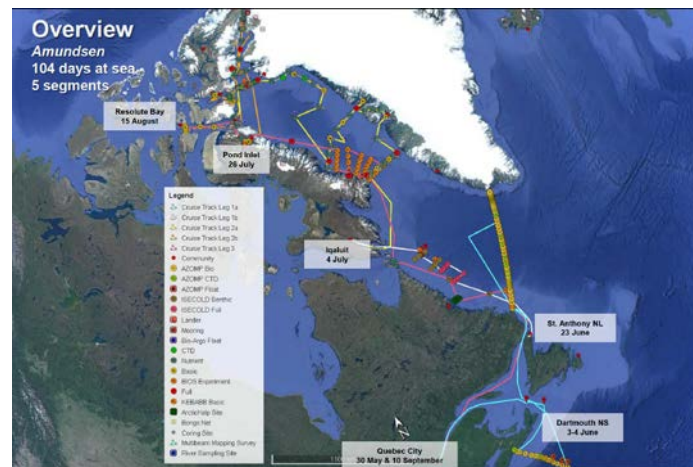 Overview
Amundsen
104 days at sea
5 segments
Resolute Bay
15 August
Pond Inlet
26 July
Legend
Cruise Track Leg 1a
Cruise Track Leg 1b
Cruise Track Leg 2a
Cruise Track Leg 2b
Cruise Track Leg 3
Community
AZOMP Bio
AZOMP CTD
AZOMP Float
ISECOLD Benthic
ISECOLD Full
Lander
Mooring
Bio-Argo Float
CTD
Nutrient
Basic
Experiment
Full
KEBABB Basic
Site
Bongo Net
Coring Site
Multibeam Mapping Survey
River Sampling Site
Iqaluit
4 July
St. Anthony NL
23 June
Dartmouth NS
3-4 June
Quebec City
30 May & 10 September